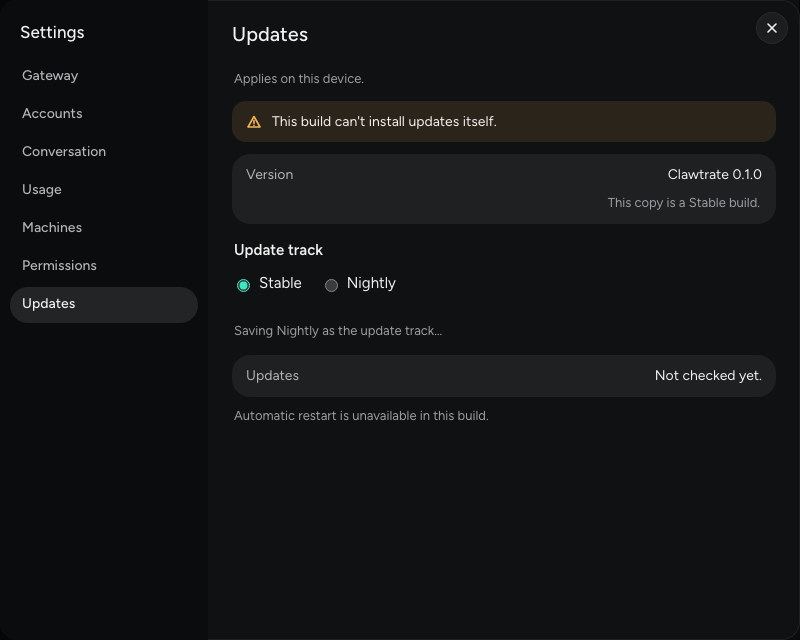 Settings
Gateway
Accounts
Conversation
Usage
Machines
Permissions
Updates
Updates
Applies on this device.
This build can't install updates itself.
Version
Clawtrate 0.1.0
This copy is a Stable build.
Update track
Stable
Nightly
Saving Nightly as the update track...
Updates
Not checked yet.
Automatic restart is unavailable in this build.